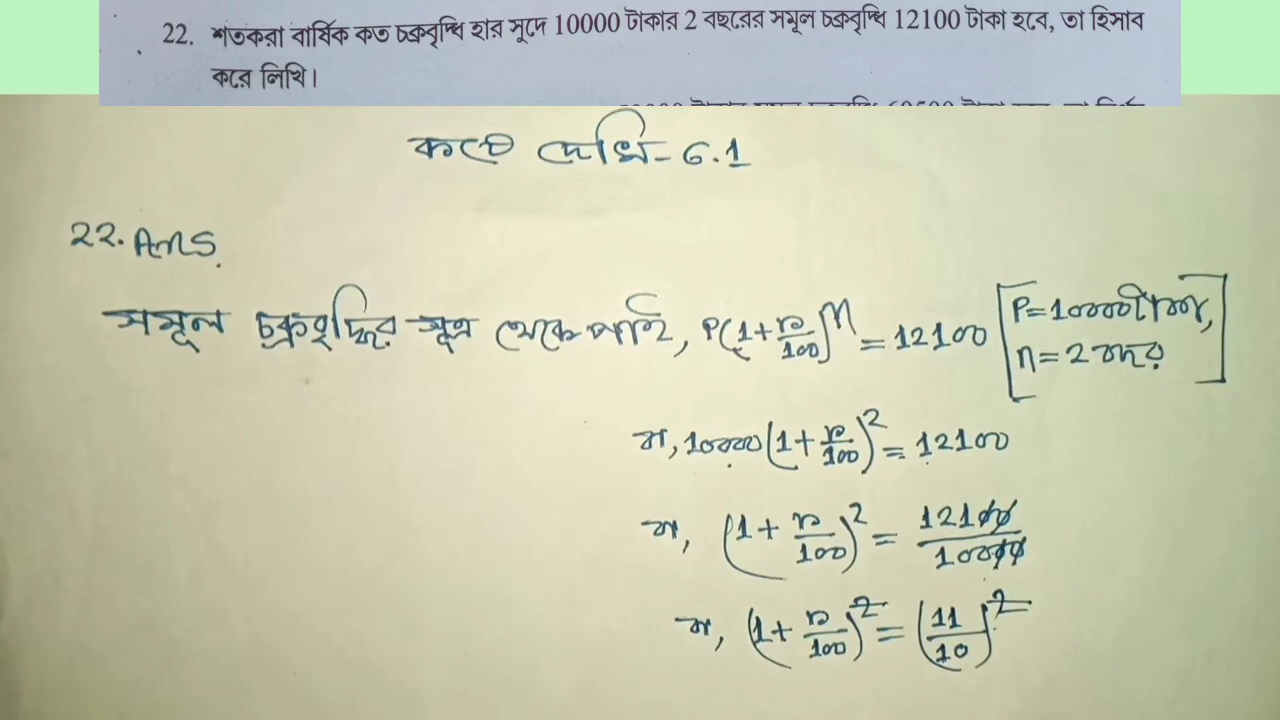 22. শতকরা বার্ষিক কত চক্রবৃদ্ধি হার সুদে 10000 টাকার 2 বছরের সমূল চক্রবৃদ্ধি 12100 টাকা হবে, তা হিসাব
করে লিখি।
কষে দেখি - 6.1
22. Ans.
সমূল চক্রবৃদ্ধির সূত্র থেকে পাই, P(1+r/100)^n = 12100 [P=10000 টাকা,
n = 2 বছর]
বা, 10000(1+r/100)^2 = 12100
বা, (1+r/100)^2 = 12100/10000
বা, (1+r/100)^2 = (11/10)^2